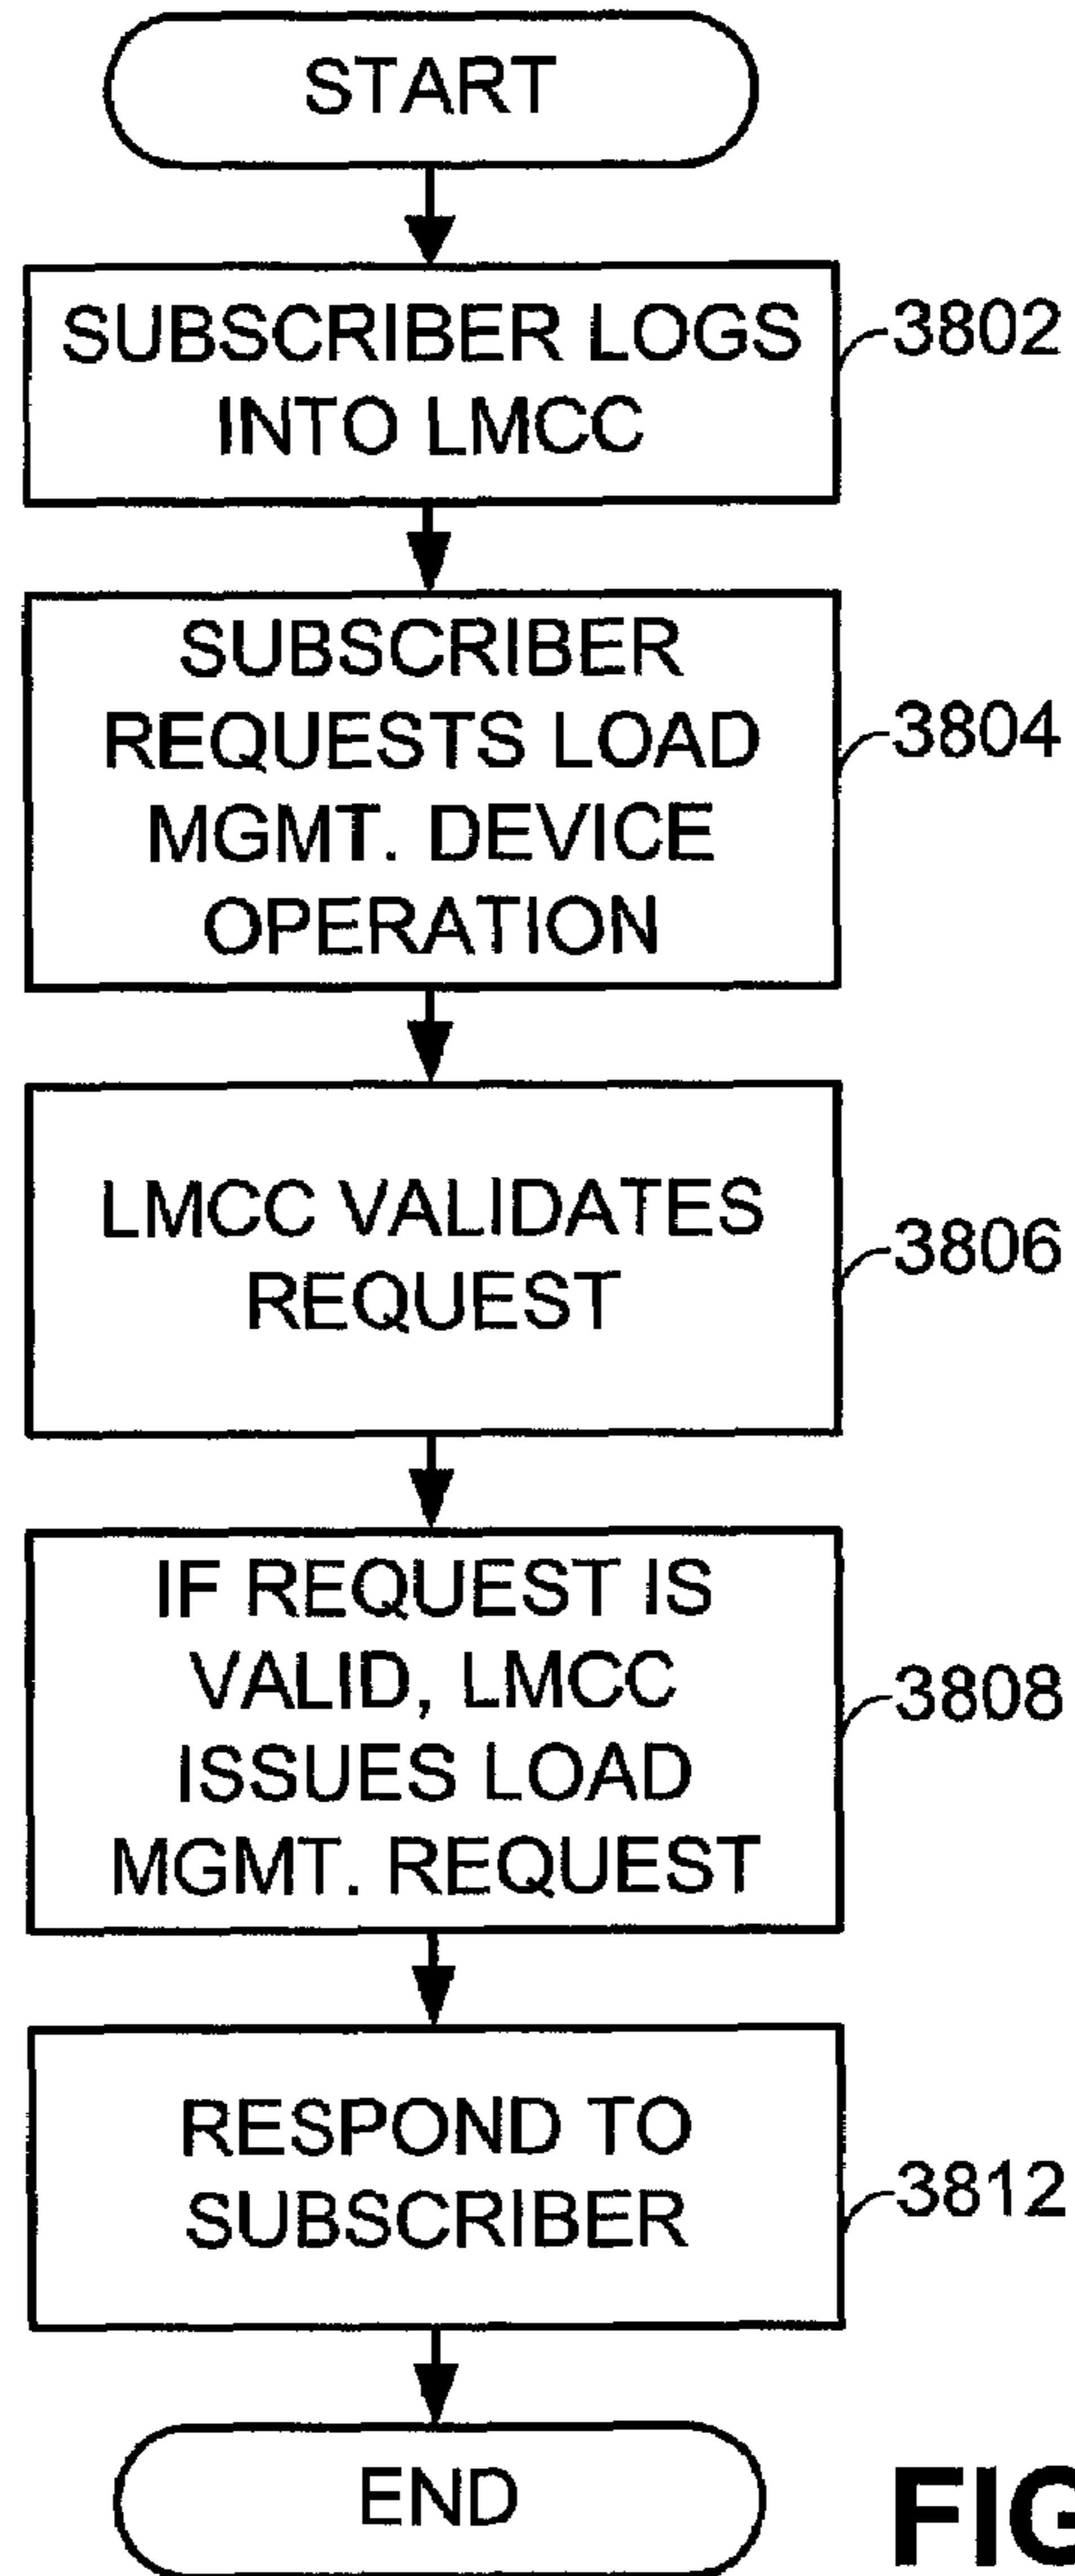 START
SUBSCRIBER LOGS
INTO LMCC
3802
SUBSCRIBER
REQUESTS LOAD
MGMT. DEVICE
OPERATION
3804
LMCC VALIDATES
REQUEST
3806
IF REQUEST IS
VALID, LMCC
ISSUES LOAD
MGMT. REQUEST
3808
RESPOND TO
SUBSCRIBER
3812
END
FIG